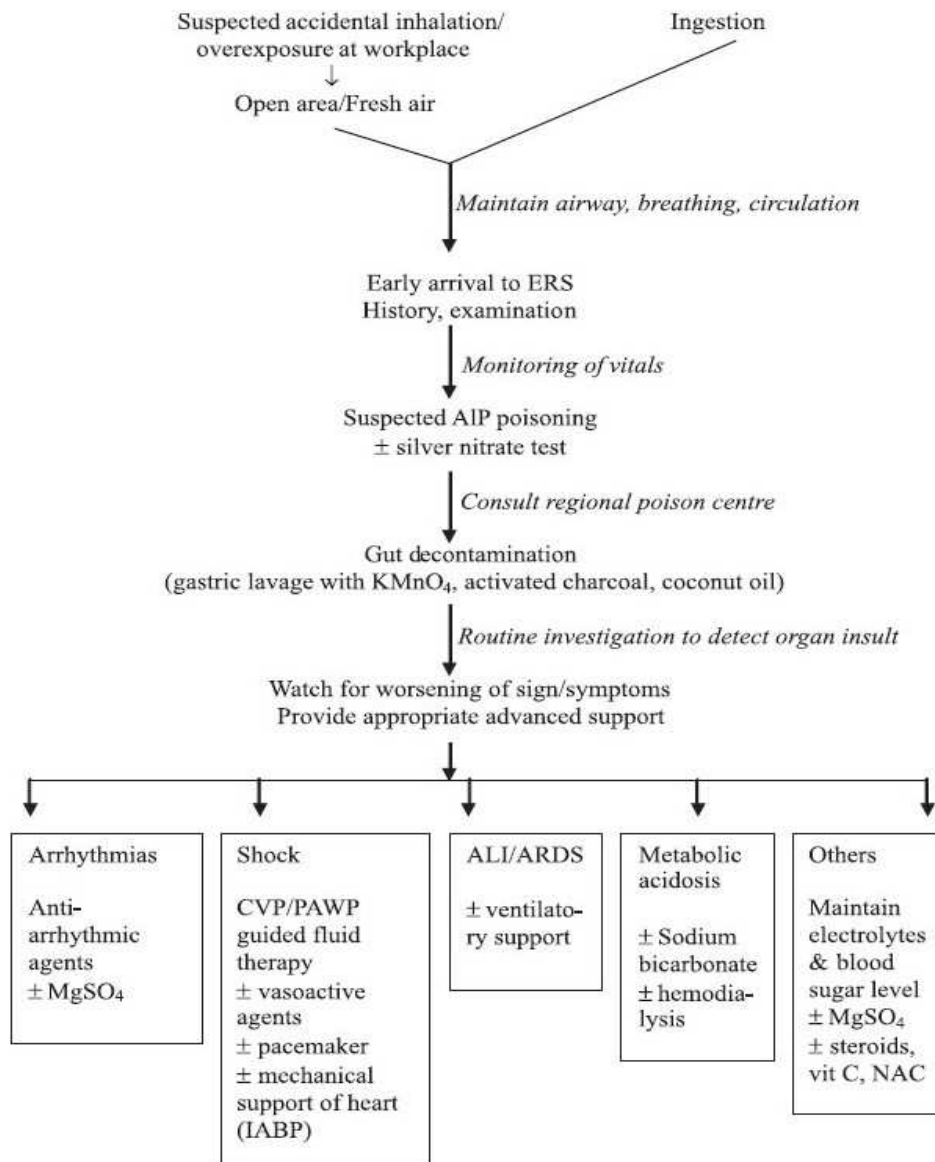 Suspected accidental inhalation/
overexposure at workplace
↓
Open area/Fresh air
Ingestion
Maintain airway, breathing, circulation
Early arrival to ERS
History, examination
Monitoring of vitals
Suspected AlP poisoning
± silver nitrate test
Consult regional poison centre
Gut decontamination
(gastric lavage with KMnO₄, activated charcoal, coconut oil)
Routine investigation to detect organ insult
Watch for worsening of sign/symptoms
Provide appropriate advanced support
Arrhythmias
Anti-
arrhythmic
agents
± MgSO₄
Shock
CVP/PAWP
guided fluid
therapy
± vasoactive
agents
± pacemaker
± mechanical
support of heart
(IABP)
ALI/ARDS
± ventilato-
ry support
Metabolic
acidosis
± Sodium
bicarbonate
± hemodia-
lysis
Others
Maintain
electrolytes
& blood
sugar level
± MgSO₄
± steroids,
vit C, NAC